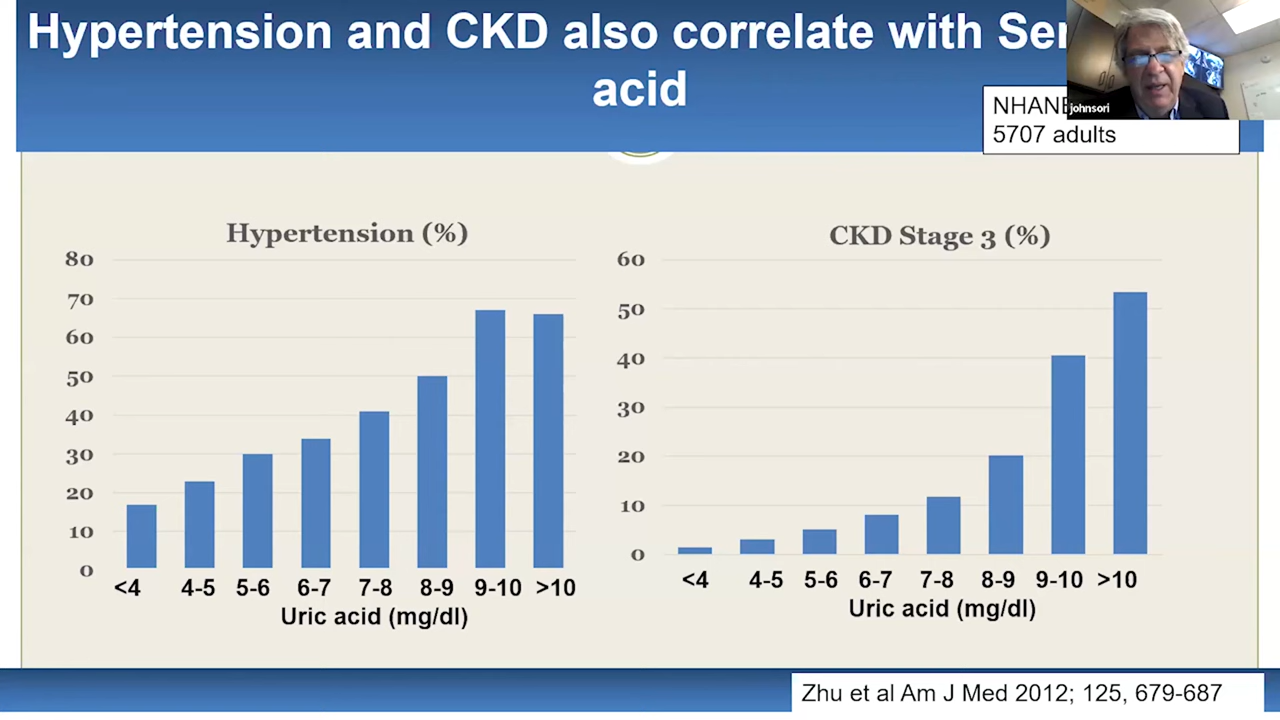 Hypertension and CKD also correlate with
acid
johnsori
5707 adults
Hypertension (%)
80
70
60
50
40
30
20
10
0
<4 4-5 5-6 6-7 7-8 8-9 9-10 >10
Uric acid (mg/dl)
CKD Stage 3 (%)
60
50
40
30
20
10
0
<4 4-5 5-6 6-7 7-8 8-9 9-10 >10
Uric acid (mg/dl)
Zhu et al Am J Med 2012; 125, 679-687